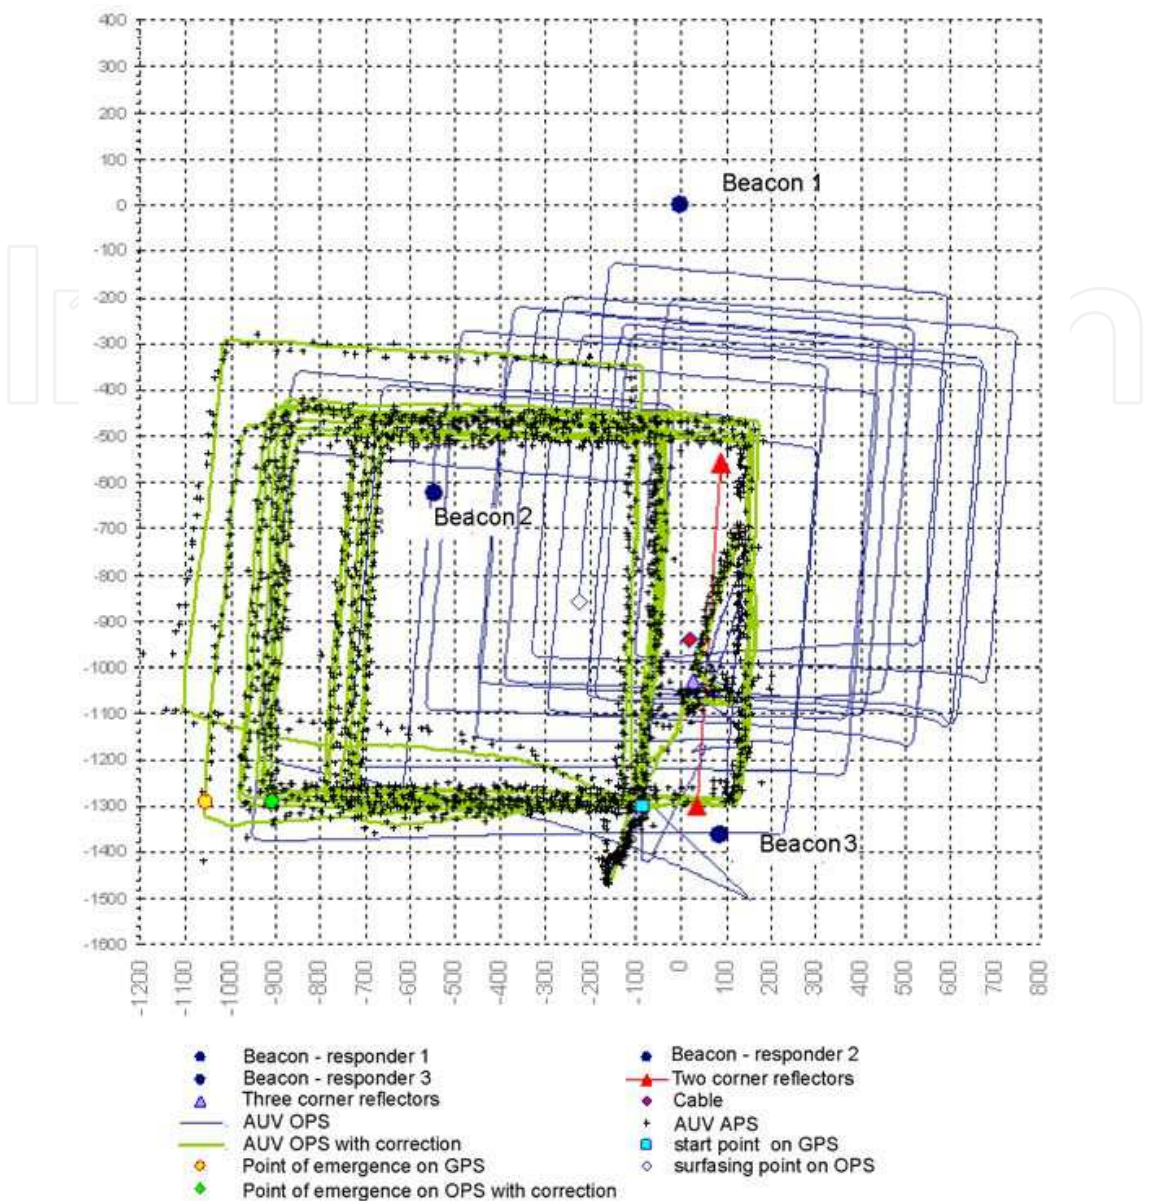 400
300
200
100
0
-100
-200
-300
-400
-500
-600
-700
-800
-900
-1000
-1100
-1200
-1300
-1400
-1500
-1600
Beacon 1
Beacon 2
Beacon 3
-1200 -1100 -1000 -900 -800 -700 -600 -500 -400 -300 -200 -100 0 100 200 300 400 500 600 700 800
Beacon - responder 1 Beacon - responder 2
Beacon - responder 3 Two corner reflectors
Three corner reflectors Cable
AUV OPS AUV APS
AUV OPS with correction start point on GPS
Point of emergence on GPS surfasing point on OPS
Point of emergence on OPS with correction